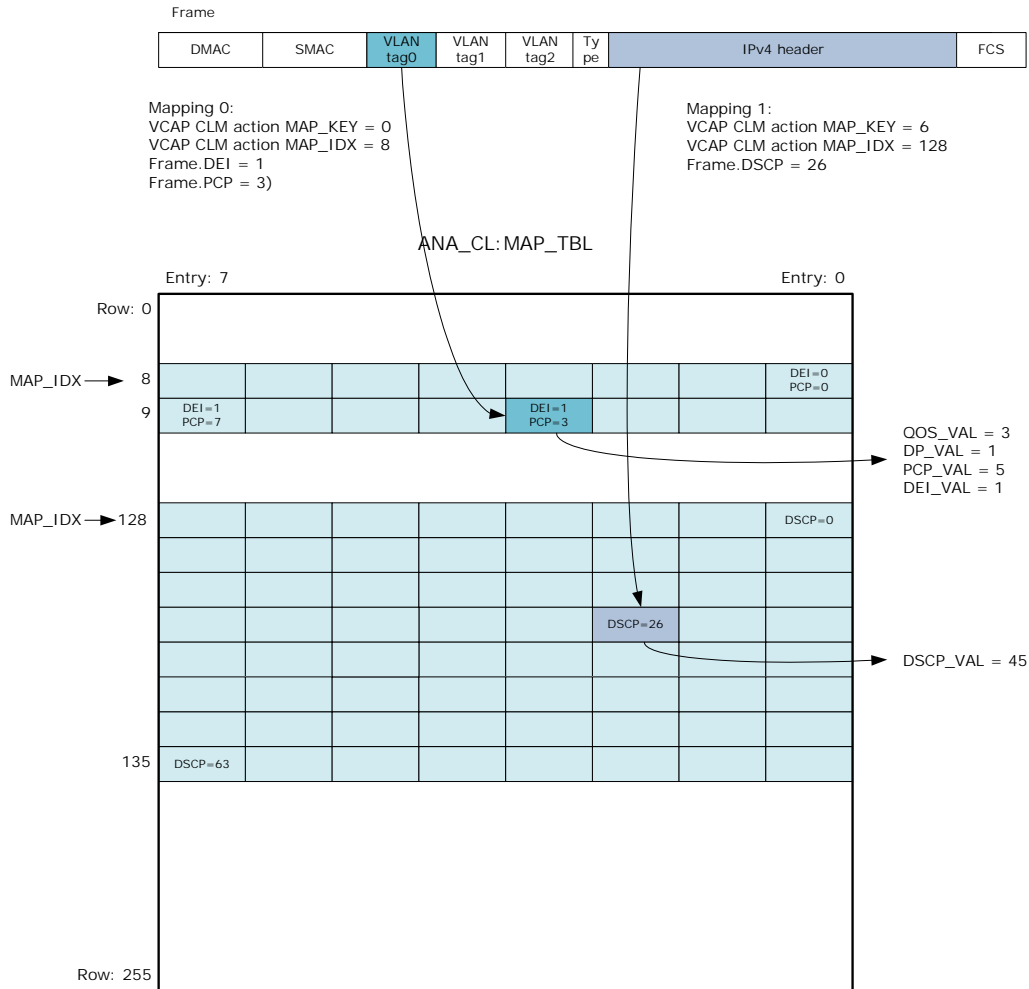 Frame
DMAC
SMAC
VLAN
tag0
VLAN
tag1
VLAN
tag2
Ty
pe
IPv4 header
FCS
Mapping 0:
VCAP CLM action MAP_KEY = 0
VCAP CLM action MAP_IDX = 8
Frame.DEI = 1
Frame.PCP = 3)
Mapping 1:
VCAP CLM action MAP_KEY = 6
VCAP CLM action MAP_IDX = 128
Frame.DSCP = 26
ANA_CL:MAP_TBL
Entry: 7
Entry: 0
Row: 0
MAP_IDX
8
DEI=0
PCP=0
9
DEI=1
PCP=7
DEI=1
PCP=3
QOS_VAL = 3
DP_VAL = 1
PCP_VAL = 5
DEI_VAL = 1
MAP_IDX
128
DSCP=0
DSCP=26
DSCP_VAL = 45
135
DSCP=63
Row: 255